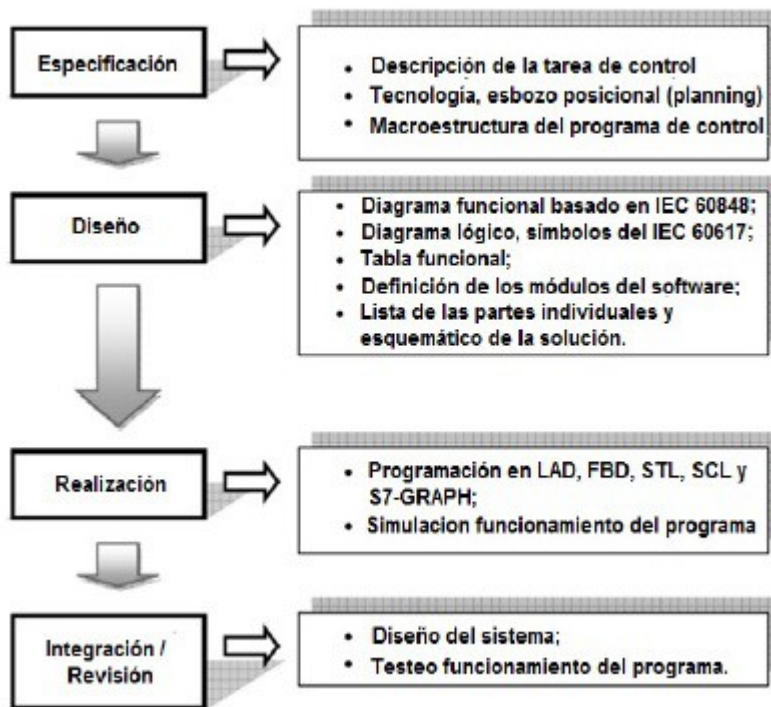 Especificación
• Descripción de la tarea de control
• Tecnología, esbozo posicional (planning)
• Macroestructura del programa de control
Diseño
• Diagrama funcional basado en IEC 60848;
• Diagrama lógico, símbolos del IEC 60617;
• Tabla funcional;
• Definición de los módulos del software;
• Lista de las partes individuales y
esquemático de la solución.
Realización
• Programación en LAD, FBD, STL, SCL y
S7-GRAPH;
• Simulacion funcionamiento del programa
Integración /
Revisión
• Diseño del sistema;
• Testeo funcionamiento del programa.